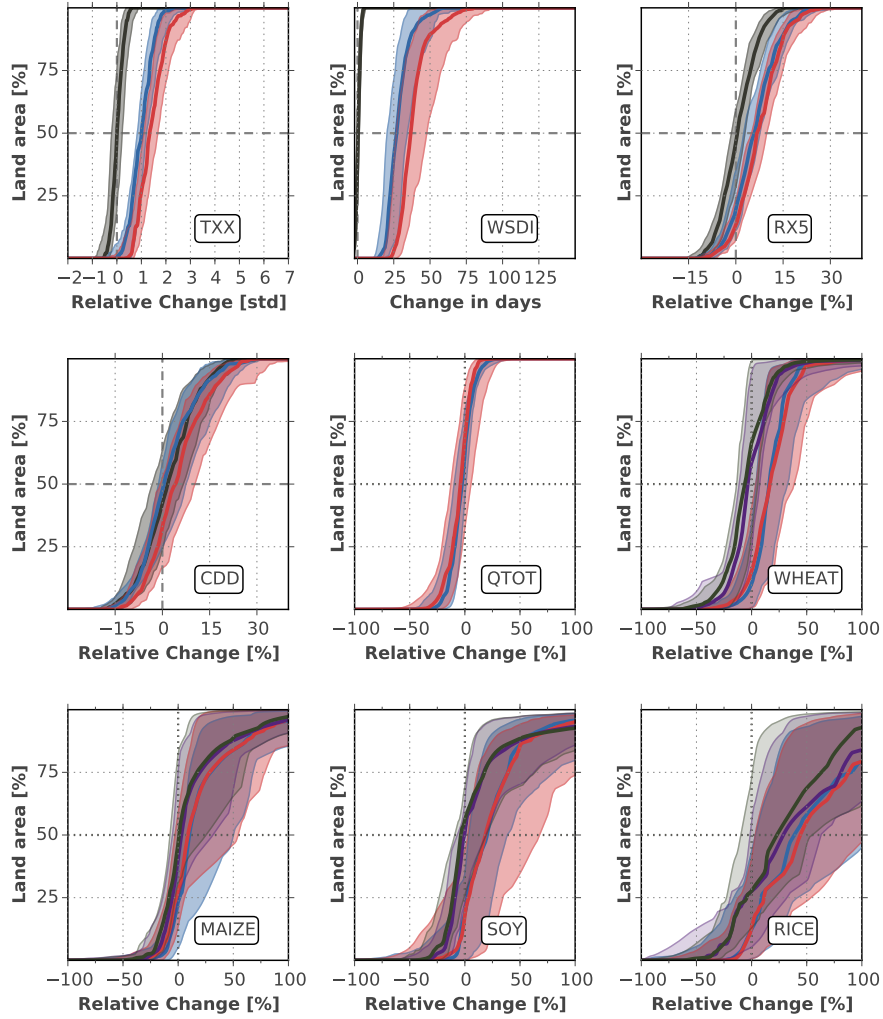 Land area [%]
75
50
25
TXX
−2
−1
0
1
2
3
4
5
6
7
Relative Change [std]
Land area [%]
75
50
25
WSDI
0
25
50
75
100
125
Change in days
Land area [%]
75
50
25
RX5
−15
0
15
30
Relative Change [%]
Land area [%]
75
50
25
CDD
−15
0
15
30
Relative Change [%]
Land area [%]
75
50
25
QTOT
−100
−50
0
50
100
Relative Change [%]
Land area [%]
75
50
25
WHEAT
−100
−50
0
50
100
Relative Change [%]
Land area [%]
75
50
25
MAIZE
−100
−50
0
50
100
Relative Change [%]
Land area [%]
75
50
25
SOY
−100
−50
0
50
100
Relative Change [%]
Land area [%]
75
50
25
RICE
−100
−50
0
50
100
Relative Change [%]